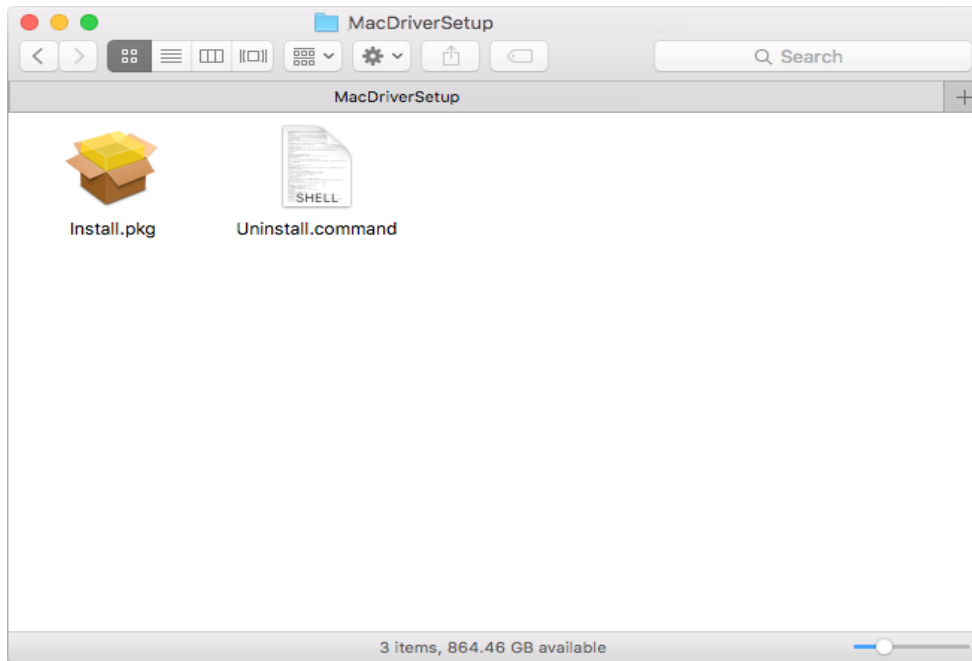 MacDriverSetup
Search
MacDriverSetup
SHELL
Install.pkg
Uninstall.command
3 items, 864.46 GB available